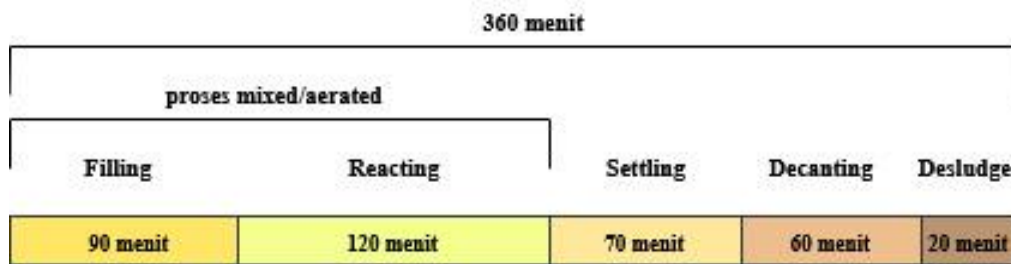 360 menit
proses mixed/aerated
Filling Reacting Settling Decanting Desludge
90 menit 120 menit 70 menit 60 menit 20 menit